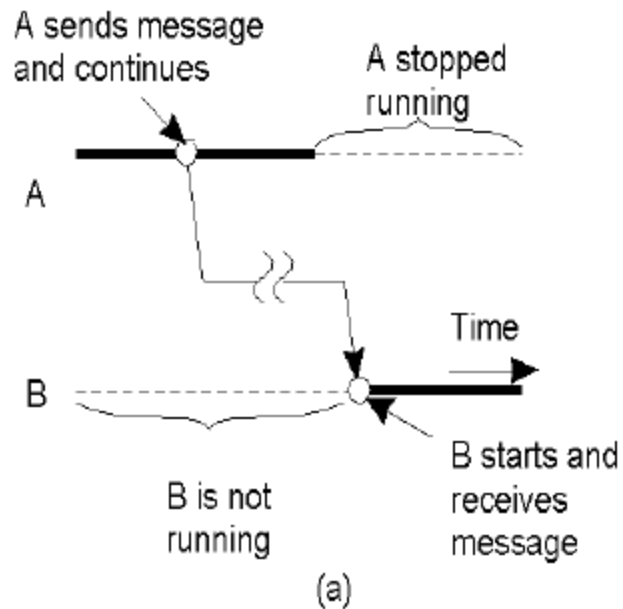 A sends message
and continues
A stopped
running
A
Time
B
B starts and
receives
message
B is not
running
(a)